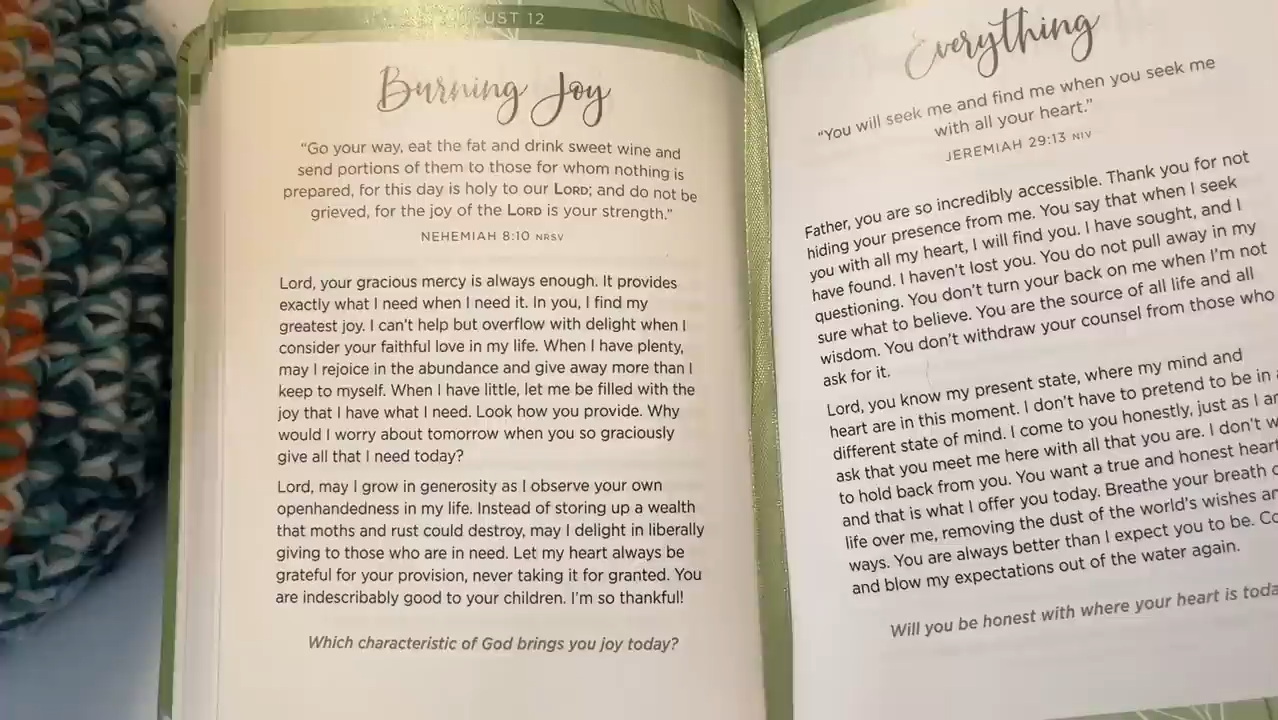 UST 12
Burning Joy
“Go your way, eat the fat and drink sweet wine and
send portions of them to those for whom nothing is
prepared, for this day is holy to our LORD; and do not be
grieved, for the joy of the LORD is your strength.”
NEHEMIAH 8:10 NRSV
Lord, your gracious mercy is always enough. It provides
exactly what I need when I need it. In you, I find my
greatest joy. I can’t help but overflow with delight when I
consider your faithful love in my life. When I have plenty,
may I rejoice in the abundance and give away more than I
keep to myself. When I have little, let me be filled with the
joy that I have what I need. Look how you provide. Why
would I worry about tomorrow when you so graciously
give all that I need today?
Lord, may I grow in generosity as I observe your own
openhandedness in my life. Instead of storing up a wealth
that moths and rust could destroy, may I delight in liberally
giving to those who are in need. Let my heart always be
grateful for your provision, never taking it for granted. You
are indescribably good to your children. I’m so thankful!
Which characteristic of God brings you joy today?
Everything
“You will seek me and find me when you seek me
with all your heart.”
JEREMIAH 29:13 NIV
Father, you are so incredibly accessible. Thank you for not
hiding your presence from me. You say that when I seek
you with all my heart, I will find you. I have sought, and I
have found. I haven’t lost you. You do not pull away in my
questioning. You don’t turn your back on me when I’m not
sure what to believe. You are the source of all life and all
wisdom. You don’t withdraw your counsel from those who
ask for it.
Lord, you know my present state, where my mind and
heart are in this moment. I don’t have to pretend to be in
different state of mind. I come to you honestly, just as I
ask that you meet me here with all that you are. I don’t
to hold back from you. You want a true and honest heart
and that is what I offer you today. Breathe your breath
life over me, removing the dust of the world’s wishes
ways. You are always better than I expect you to be.
and blow my expectations out of the water again.
Will you be honest with where your heart is